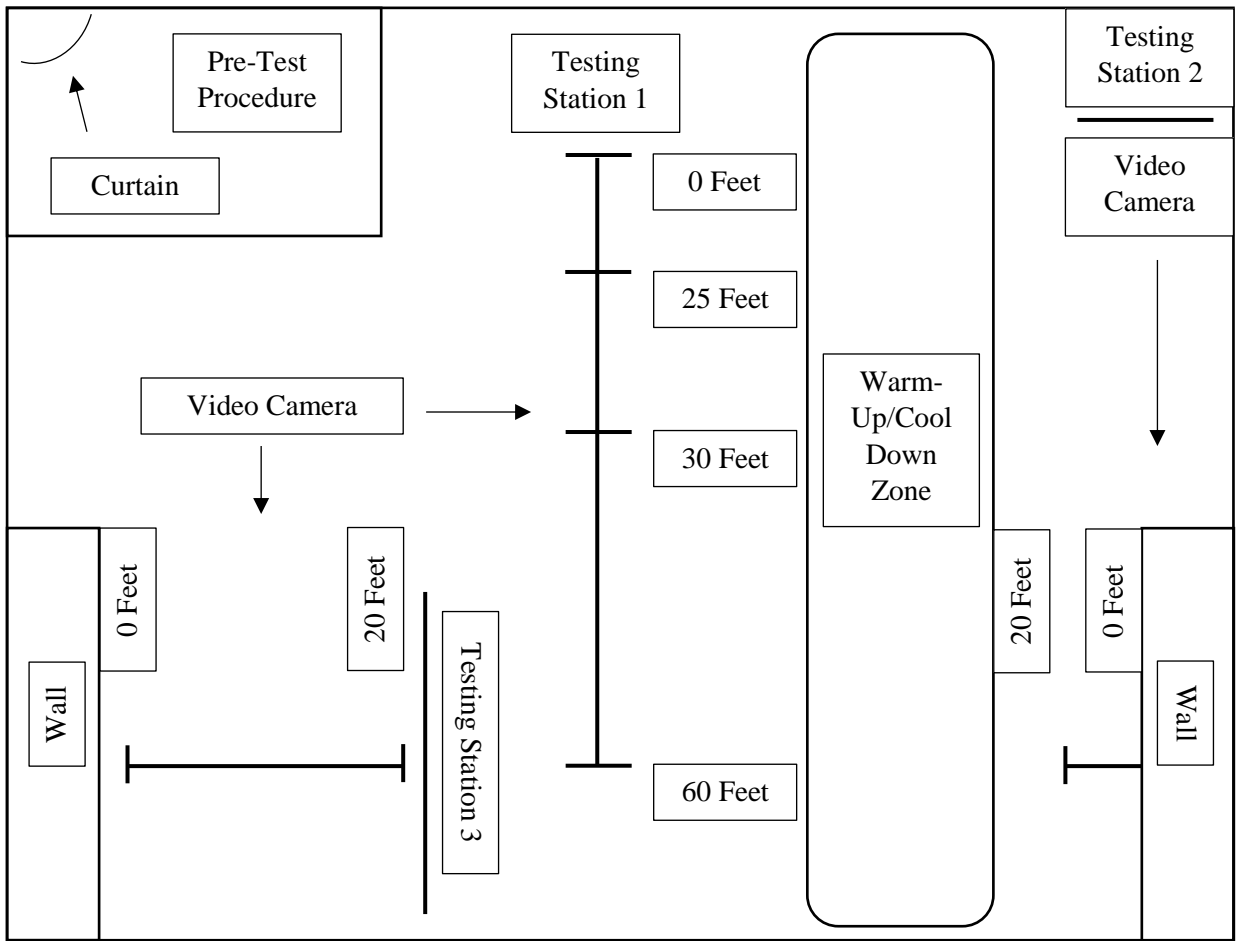 Pre-Test
Procedure
Curtain
Testing
Station 1
0 Feet
25 Feet
30 Feet
60 Feet
Video Camera
Warm-
Up/Cool
Down
Zone
Testing
Station 2
Video
Camera
Wall
0 Feet
20 Feet
Testing Station 3
20 Feet
0 Feet
Wall